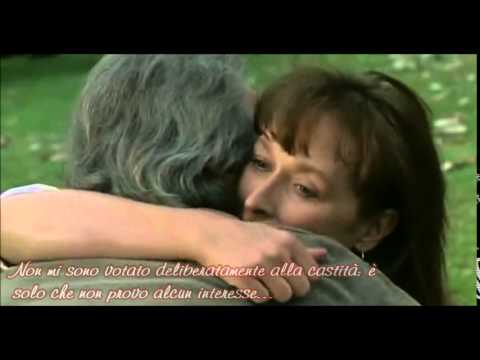 Non mi sono votato deliberatamente alla castità: è
solo che non provo alcun interesse...